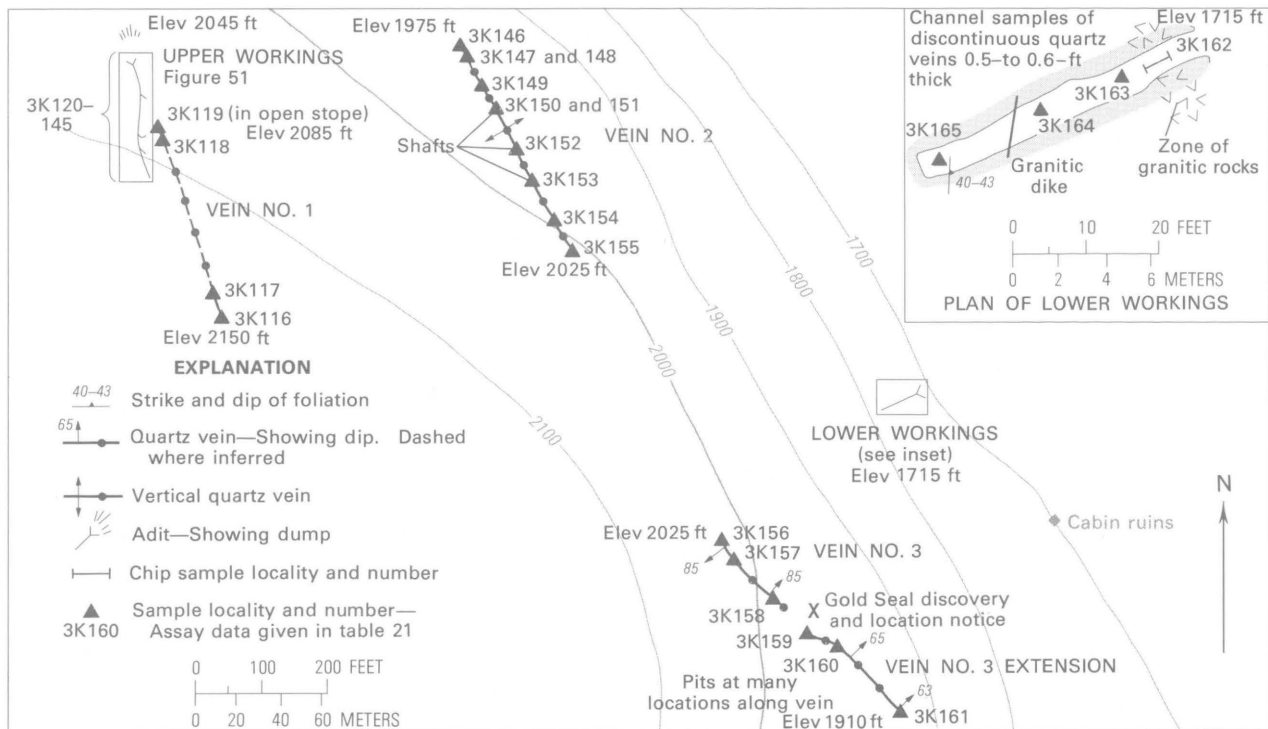 Elev 2045 ft
UPPER WORKINGS
Figure 51
3K120–
145
3K119 (in open stope)
Elev 2085 ft
3K118
VEIN NO. 1
3K117
3K116
Elev 2150 ft
Elev 1975 ft
3K146
3K147 and 148
3K149
3K150 and 151
VEIN NO. 2
Shafts
3K152
3K153
3K154
3K155
Elev 2025 ft
1700
1800
1900
2000
2100
Channel samples of
discontinuous quartz
veins 0.5–to 0.6–ft
thick
Elev 1715 ft
3K162
3K163
3K164
3K165
40–43
Granitic
dike
Zone of
granitic rocks
0 10 20 FEET
0 2 4 6
METERS
PLAN OF LOWER WORKINGS
EXPLANATION
40–43
Strike and dip of foliation
65
Quartz vein—Showing dip. Dashed
where inferred
Vertical quartz vein
Adit—Showing dump
Chip sample locality and number
Sample locality and number—
3K160 Assay data given in table 21
0 100 200 FEET
0 20 40 60 METERS
LOWER WORKINGS
(see inset)
Elev 1715 ft
N
Cabin ruins
Elev 2025 ft
3K156
3K157
VEIN NO. 3
85
85
3K158
X Gold Seal discovery
and location notice
3K159
65
3K160
VEIN NO. 3 EXTENSION
Pits at many
locations along vein
63
Elev 1910 ft
3K161